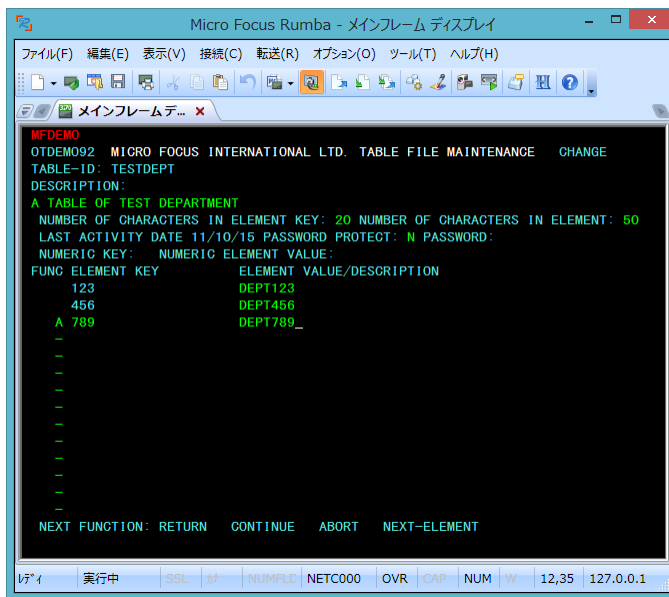 Micro Focus Rumba - メインフレーム ディスプレイ
ファイル(F) 編集(E) 表示(V) 接続(C) 転送(R) オプション(O) ツール(T) ヘルプ(H)
メインフレームデ...
MFDEMO
OTDEMO92 MICRO FOCUS INTERNATIONAL LTD. TABLE FILE MAINTENANCE CHANGE
TABLE-ID: TESTDEPT
DESCRIPTION:
A TABLE OF TEST DEPARTMENT
NUMBER OF CHARACTERS IN ELEMENT KEY: 20 NUMBER OF CHARACTERS IN ELEMENT: 50
LAST ACTIVITY DATE 11/10/15 PASSWORD PROTECT: N PASSWORD:
NUMERIC KEY: NUMERIC ELEMENT VALUE:
FUNC ELEMENT KEY ELEMENT VALUE/DESCRIPTION
123 DEPT123
456 DEPT456
A 789 DEPT789_
_
_
_
_
_
_
_
_
_
_
_
NEXT FUNCTION: RETURN CONTINUE ABORT NEXT-ELEMENT
ﾚﾃﾞｨ 実行中 SSL ｶﾅ NUMFLD NETC000 OVR CAP NUM W 12,35 127.0.0.1